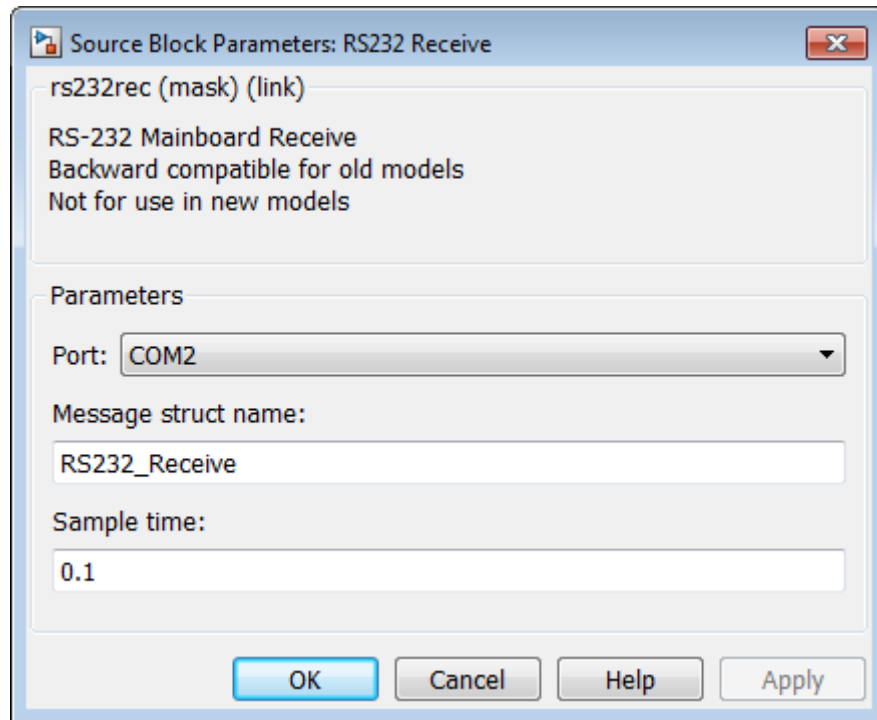 Source Block Parameters: RS232 Receive
rs232rec (mask) (link)
RS-232 Mainboard Receive
Backward compatible for old models
Not for use in new models
Parameters
Port: COM2
Message struct name:
RS232_Receive
Sample time:
0.1
OK Cancel Help Apply